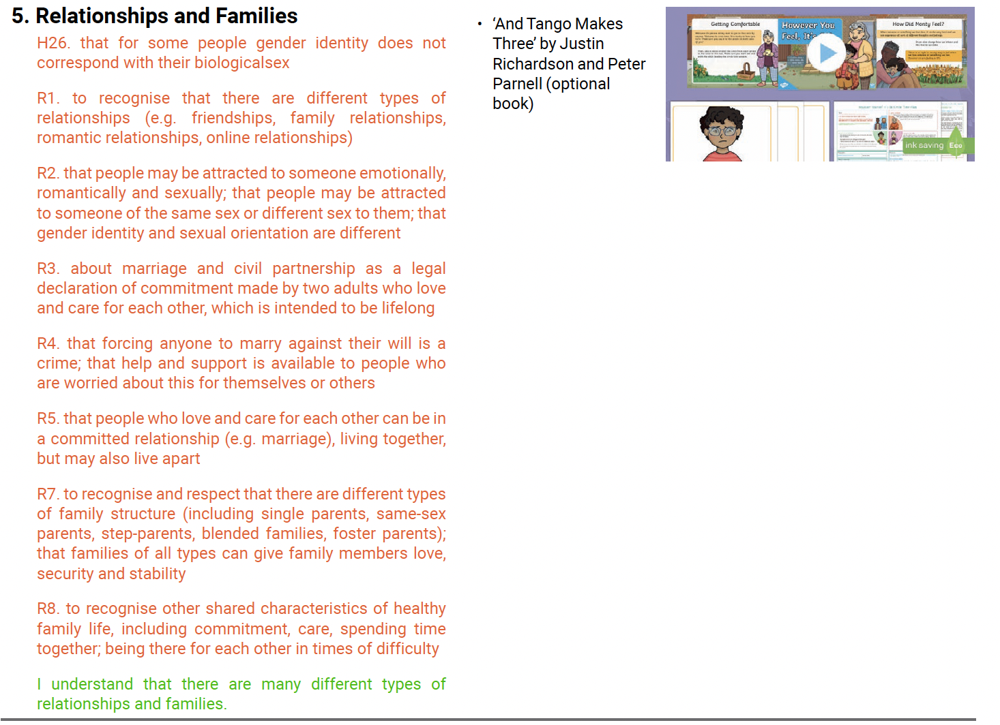 5. Relationships and Families
H26. that for some people gender identity does not
correspond with their biologicalsex
R1. to recognise that there are different types of
relationships (e.g. friendships, family relationships,
romantic relationships, online relationships)
R2. that people may be attracted to someone emotionally,
romantically and sexually; that people may be attracted
to someone of the same sex or different sex to them; that
gender identity and sexual orientation are different
R3. about marriage and civil partnership as a legal
declaration of commitment made by two adults who love
and care for each other, which is intended to be lifelong
R4. that forcing anyone to marry against their will is a
crime; that help and support is available to people who
are worried about this for themselves or others
R5. that people who love and care for each other can be in
a committed relationship (e.g. marriage), living together,
but may also live apart
R7. to recognise and respect that there are different types
of family structure (including single parents, same-sex
parents, step-parents, blended families, foster parents);
that families of all types can give family members love,
security and stability
R8. to recognise other shared characteristics of healthy
family life, including commitment, care, spending time
together; being there for each other in times of difficulty
I understand that there are many different types of
relationships and families.
• ‘And Tango Makes
Three’ by Justin
Richardson and Peter
Parnell (optional
book)
Getting Comfortable
However You
Feel, It's
How Did Monty Feel?
ink saving Eco